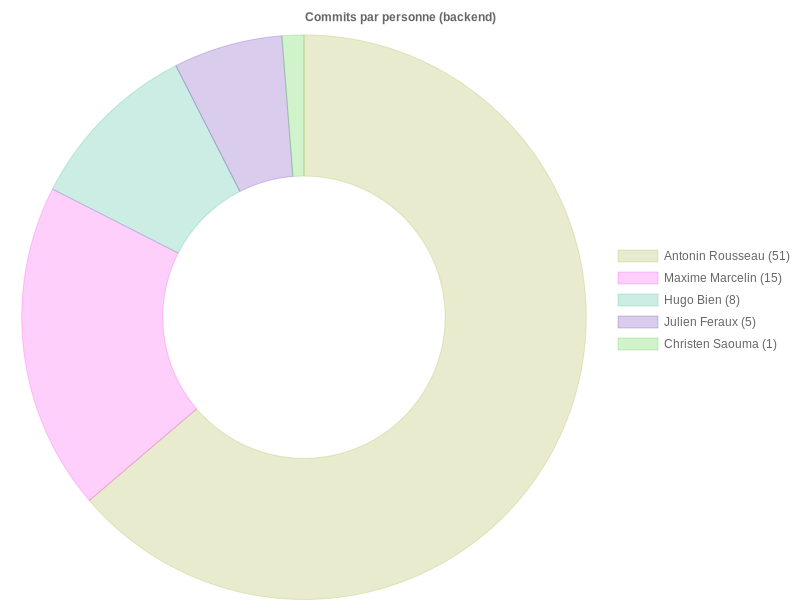 Commits par personne (backend)
Antonin Rousseau (51)
Maxime Marcelin (15)
Hugo Bien (8)
Julien Feraux (5)
Christen Saouma (1)